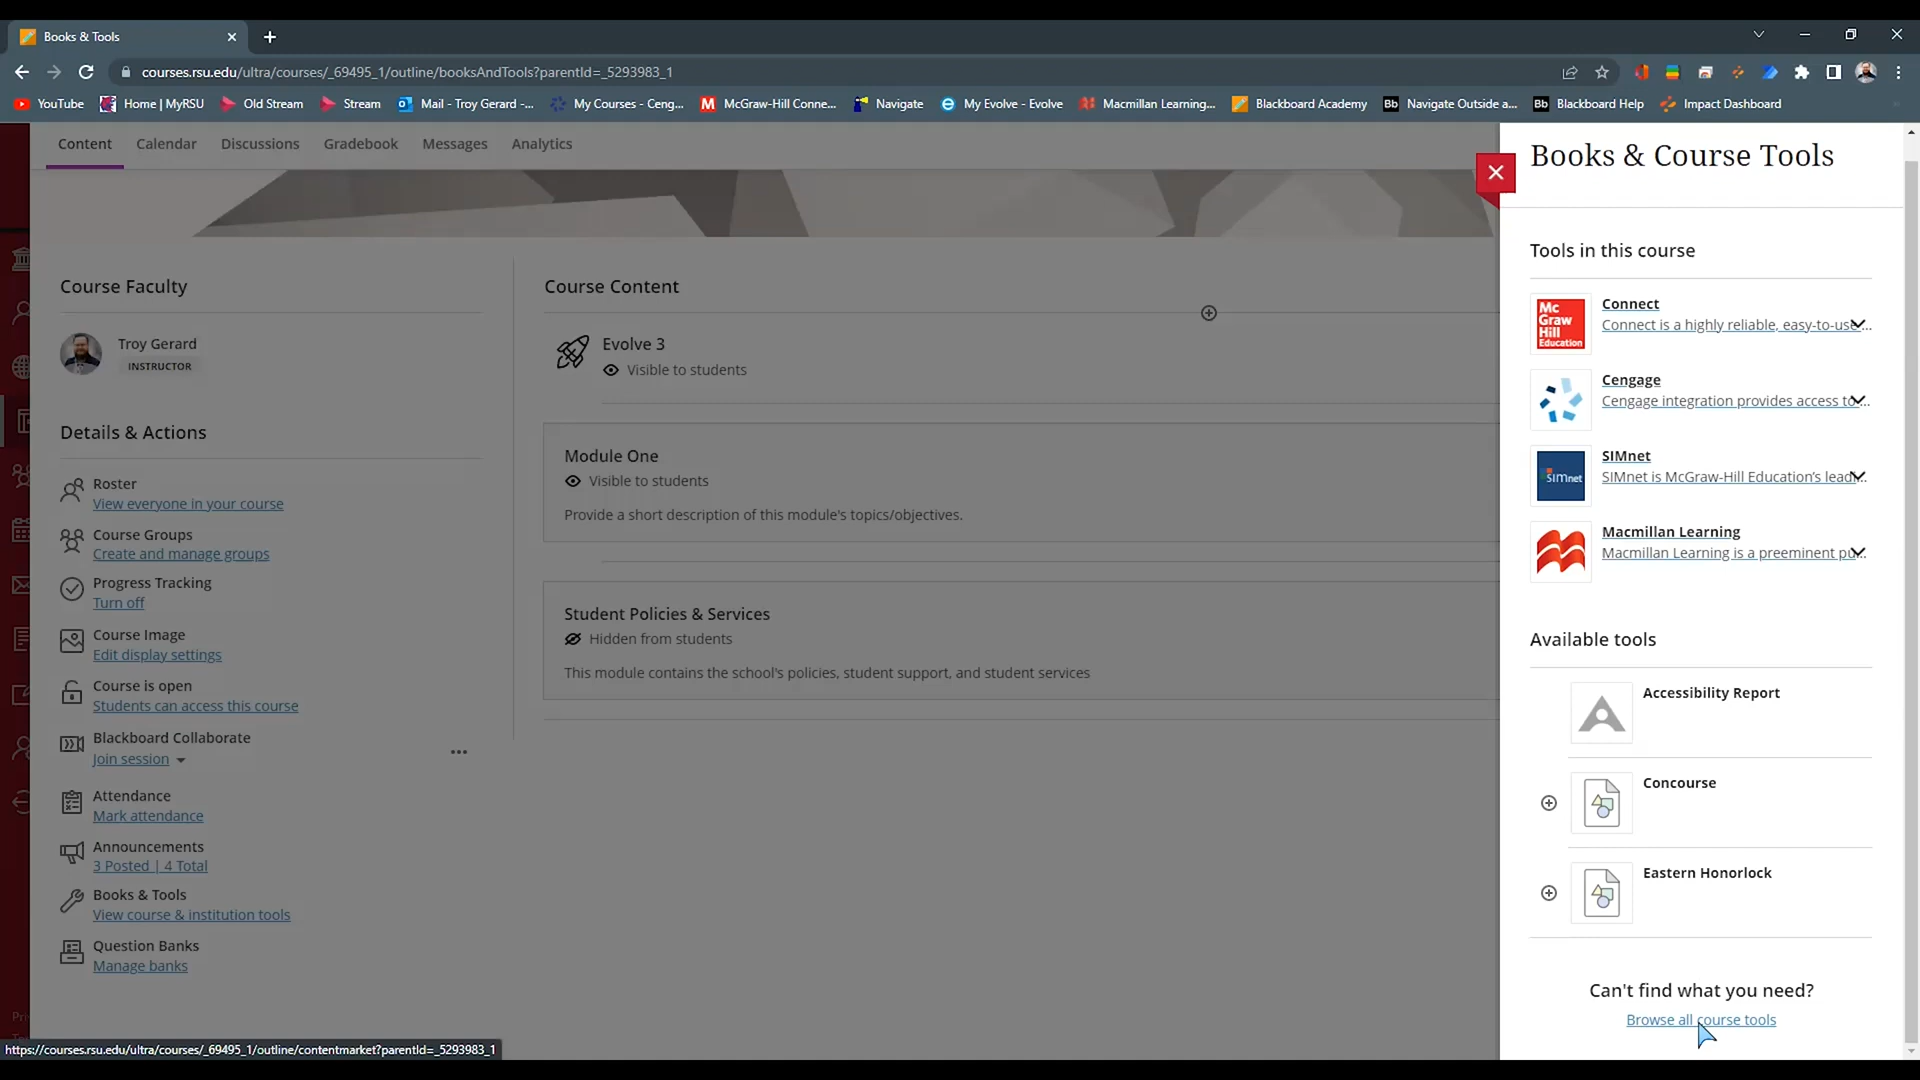 Books & Tools
courses.rsu.edu/ultra/courses/_69495_1/outline/booksAndTools?parentId=_5293983_1
YouTube
Home | MyRSU
Old Stream
Stream
Mail - Troy Gerard -...
My Courses - Ceng...
McGraw-Hill Conne...
Navigate
My Evolve - Evolve
Macmillan Learning...
Blackboard Academy
Bb Navigate Outside a...
Bb Blackboard Help
Impact Dashboard
Content
Calendar
Discussions
Gradebook
Messages
Analytics
Course Faculty
Troy Gerard
INSTRUCTOR
Details & Actions
Roster
View everyone in your course
Course Groups
Create and manage groups
Progress Tracking
Turn off
Course Image
Edit display settings
Course is open
Students can access this course
Blackboard Collaborate
Join session
Attendance
Mark attendance
Announcements
3 Posted | 4 Total
Books & Tools
View course & institution tools
Question Banks
Manage banks
Course Content
Evolve 3
Visible to students
Module One
Visible to students
Provide a short description of this module's topics/objectives.
Student Policies & Services
Hidden from students
This module contains the school's policies, student support, and student services
Books & Course Tools
Tools in this course
Mc
Graw
Hill
Education
Connect
Connect is a highly reliable, easy-to-use...
Cengage
Cengage integration provides access to...
SIMnet
SIMnet
SIMnet is McGraw-Hill Education's lead...
Macmillan Learning
Macmillan Learning is a preeminent pu...
Available tools
Accessibility Report
Concourse
Eastern Honorlock
Can't find what you need?
Browse all course tools
https://courses.rsu.edu/ultra/courses/_69495_1/outline/contentmarket?parentId=_5293983_1